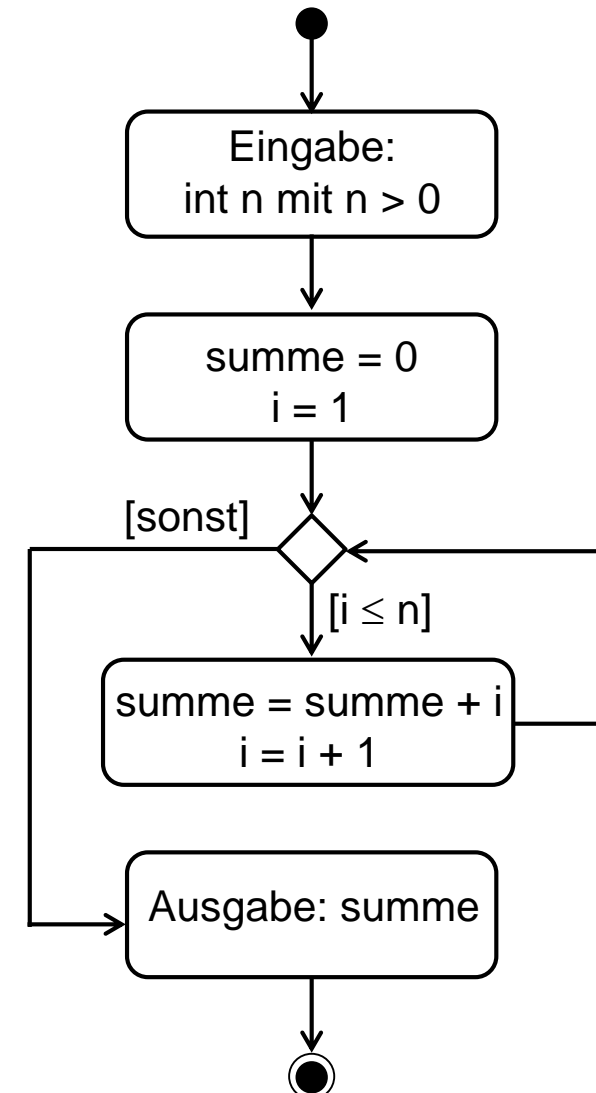 Eingabe:
int n mit n > 0
summe = 0
i = 1
[sonst]
[i ≤ n]
summe = summe + i
i = i + 1
Ausgabe: summe